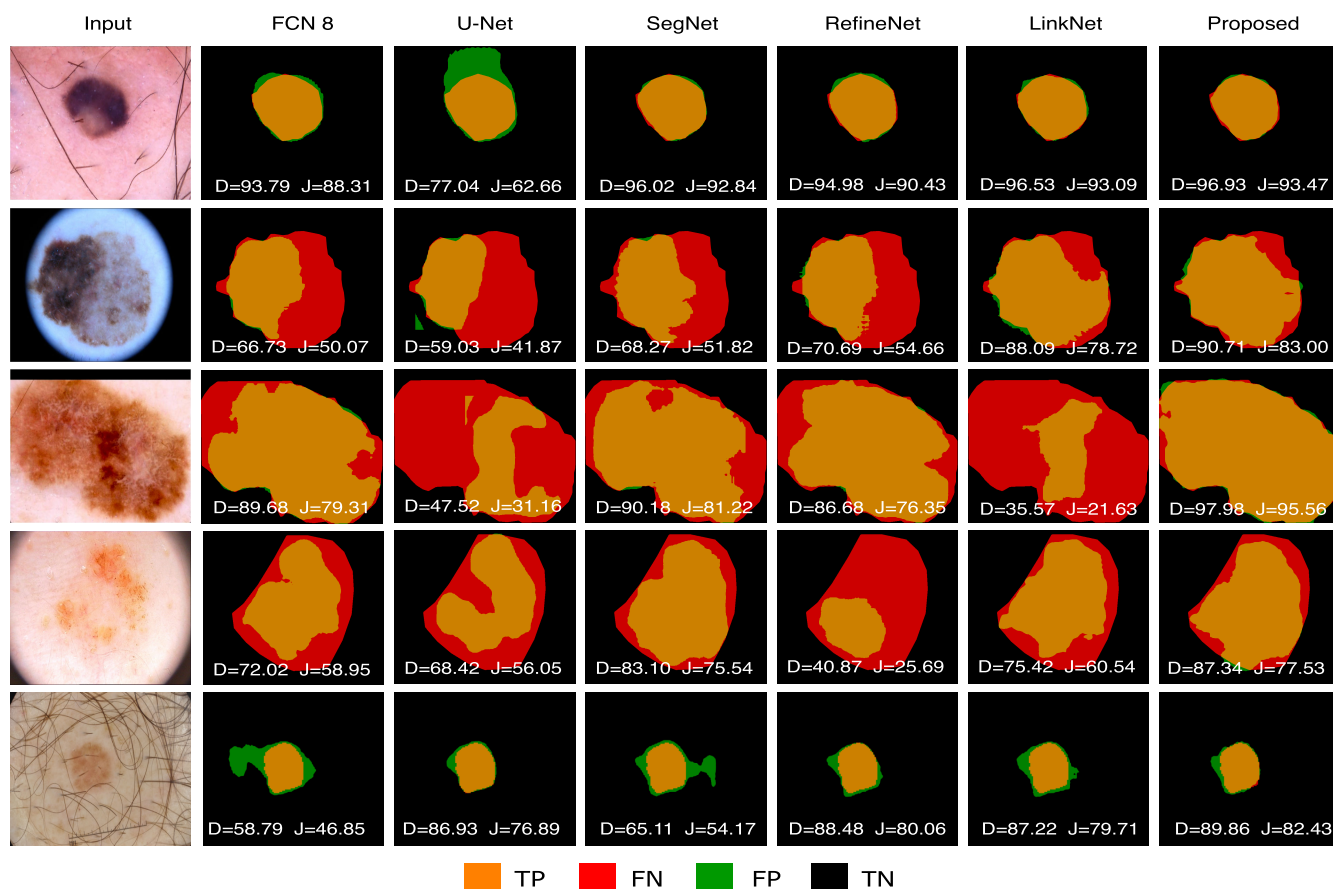 Input FCN 8 U-Net SegNet RefineNet LinkNet Proposed
D=93.79 J=88.31 D=77.04 J=62.66 D=96.02 J=92.84 D=94.98 J=90.43 D=96.53 J=93.09 D=96.93 J=93.47
D=66.73 J=50.07 D=59.03 J=41.87 D=68.27 J=51.82 D=70.69 J=54.66 D=88.09 J=78.72 D=90.71 J=83.00
D=89.68 J=79.31 D=47.52 J=31.16 D=90.18 J=81.22 D=86.68 J=76.35 D=35.57 J=21.63 D=97.98 J=95.56
D=72.02 J=58.95 D=68.42 J=56.05 D=83.10 J=75.54 D=40.87 J=25.69 D=75.42 J=60.54 D=87.34 J=77.53
D=58.79 J=46.85 D=86.93 J=76.89 D=65.11 J=54.17 D=88.48 J=80.06 D=87.22 J=79.71 D=89.86 J=82.43
TP FN FP TN